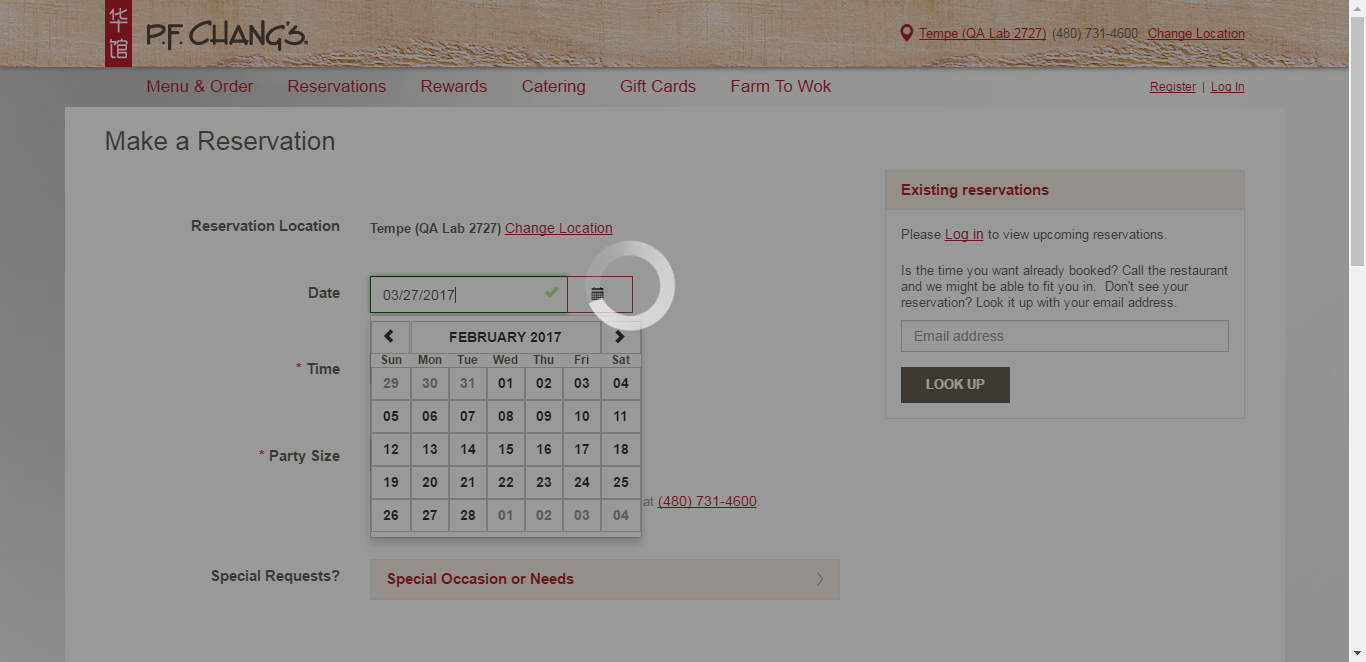 华
馆
P.F. CHANG'S.
Tempe (QA Lab 2727) (480) 731-4600 Change Location
Menu & Order Reservations Rewards Catering Gift Cards Farm To Wok
Register | Log In
Make a Reservation
Reservation Location Tempe (QA Lab 2727) Change Location
Date 03/27/2017
FEBRUARY 2017
Sun Mon Tue Wed Thu Fri Sat
29 30 31 01 02 03 04
05 06 07 08 09 10 11
12 13 14 15 16 17 18
19 20 21 22 23 24 25
26 27 28 01 02 03 04
* Time
* Party Size
at (480) 731-4600.
Special Requests? Special Occasion or Needs
Existing reservations
Please Log in to view upcoming reservations.
Is the time you want already booked? Call the restaurant
and we might be able to fit you in. Don't see your
reservation? Look it up with your email address.
Email address
LOOK UP